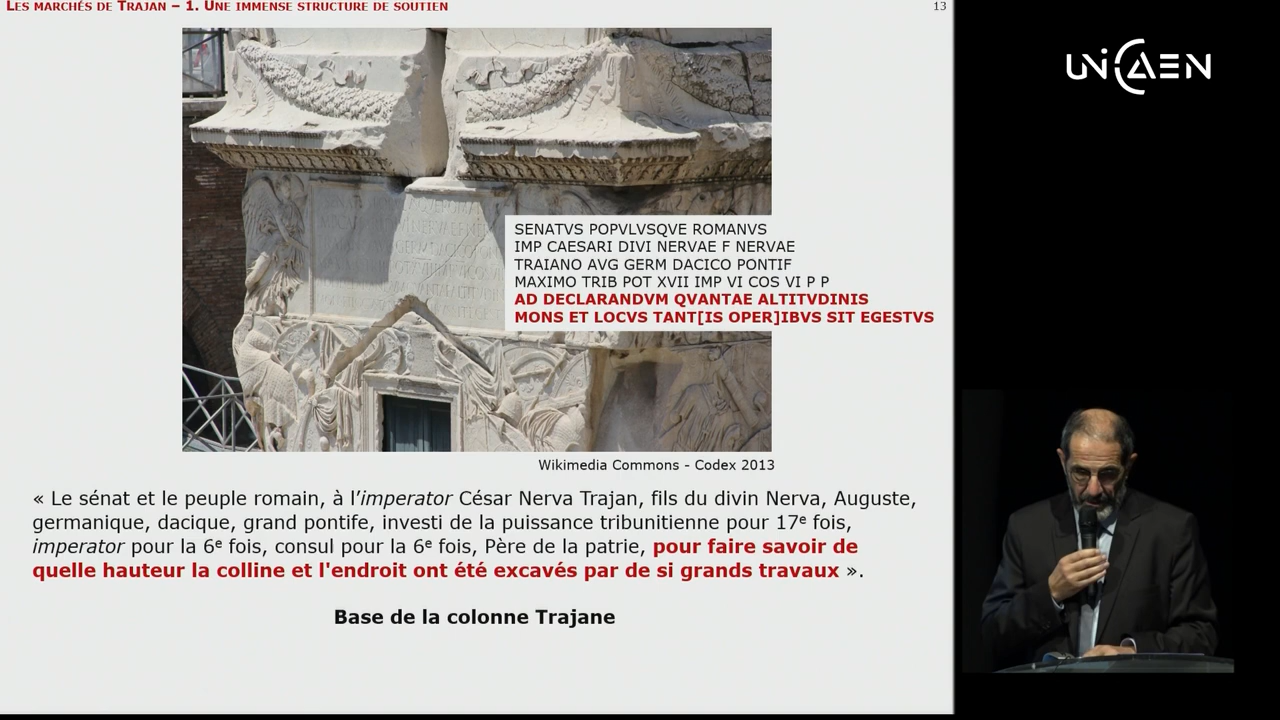 LES MARCHÉS DE TRAJAN – 1. UNE IMMENSE STRUCTURE DE SOUTIEN
13
UNICAEN
SENATVS POPVLVSQVE ROMANVS
IMP CAESARI DIVI NERVAE F NERVAE
TRAIANO AVG GERM DACICO PONTIF
MAXIMO TRIB POT XVII IMP VI COS VI P P
AD DECLARANDVM QVANTAE ALTITVDINIS
MONS ET LOCVS TANT[IS OPER]IBVS SIT EGESTVS
Wikimedia Commons - Codex 2013
« Le sénat et le peuple romain, à l’imperator César Nerva Trajan, fils du divin Nerva, Auguste,
germanique, dacique, grand pontife, investi de la puissance tribunitienne pour 17e fois,
imperator pour la 6e fois, consul pour la 6e fois, Père de la patrie, pour faire savoir de
quelle hauteur la colline et l'endroit ont été excavés par de si grands travaux ».
Base de la colonne Trajane